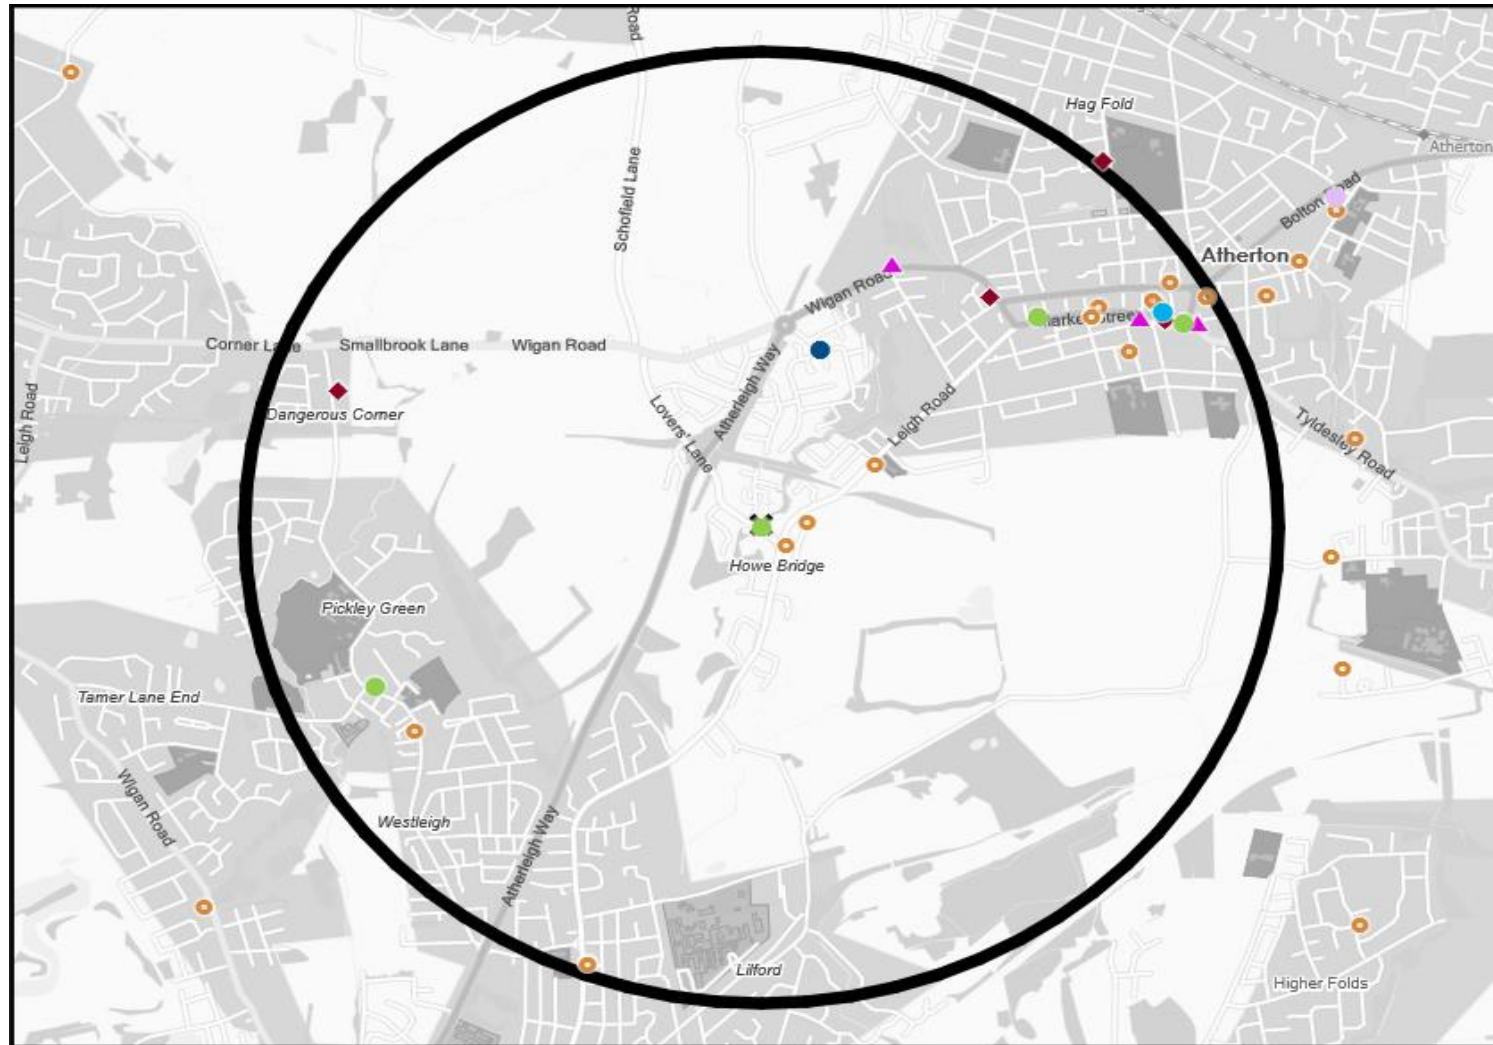 Road
Hag Fold
Atherton
Bolton Road
Schofield Lane
Atherton
Wigan Road
Market Street
Corner Lane
Smallbrook Lane
Wigan Road
Atherleigh Way
Leigh Road
Dangerous Corner
Lovers' Lane
Leigh Road
Tyldesley Road
Howe Bridge
Pickley Green
Tamer Lane End
Wigan Road
Westleigh
Atherleigh Way
Lilford
Higher Folds